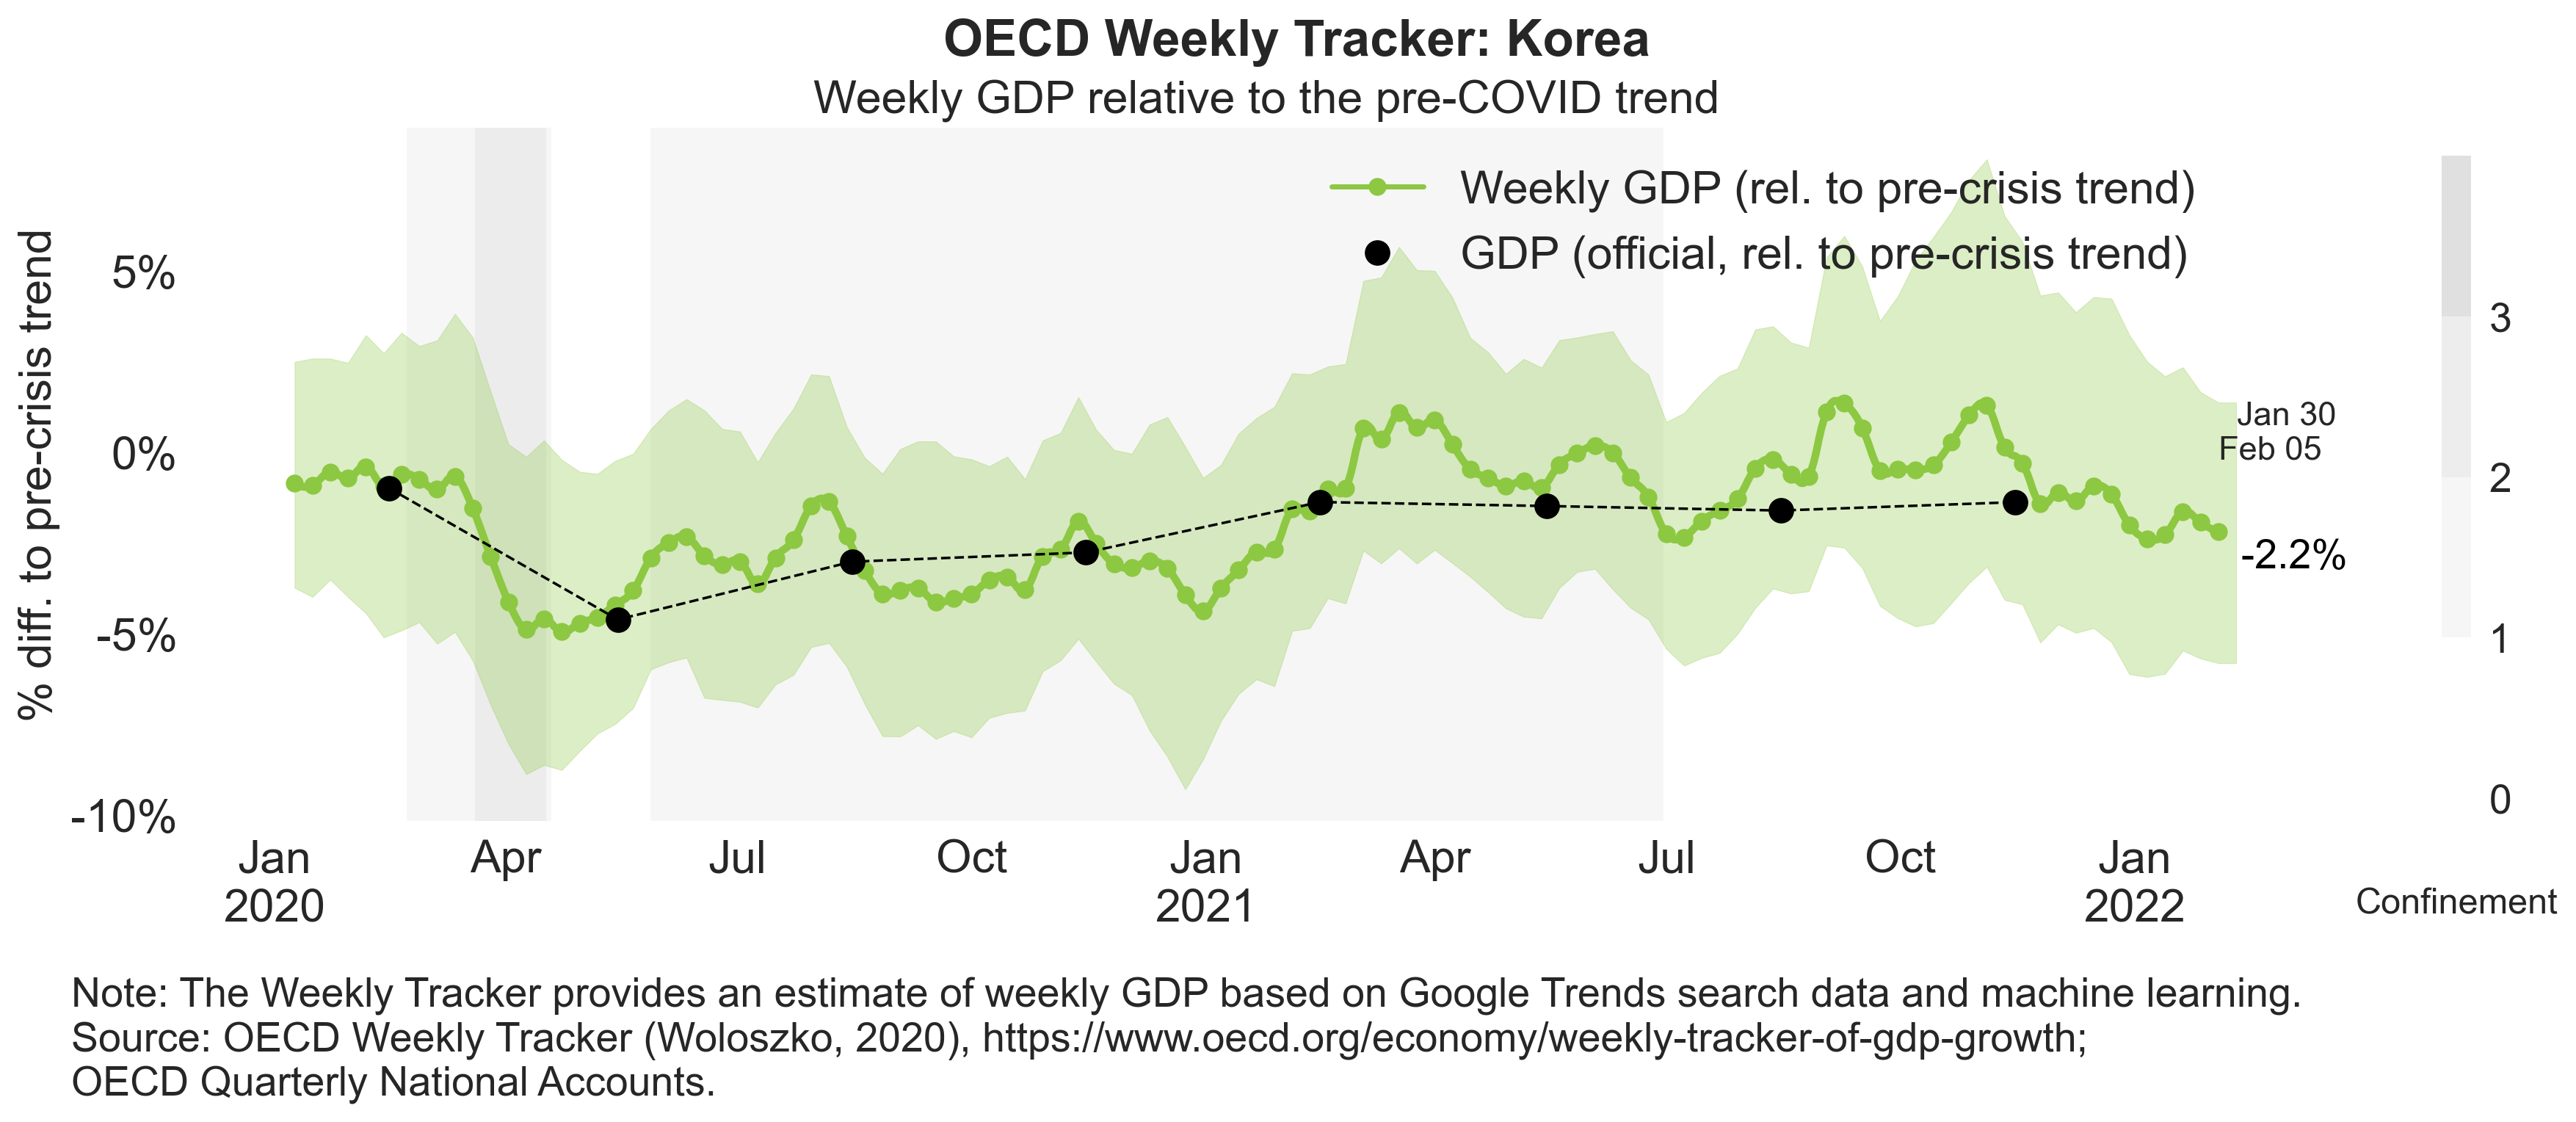 OECD Weekly Tracker: Korea
Weekly GDP relative to the pre-COVID trend
Weekly GDP (rel. to pre-crisis trend)
GDP (official, rel. to pre-crisis trend)
% diff. to pre-crisis trend
5%
0%
-5%
-10%
Jan 30
Feb 05
-2.2%
3
2
1
0
Jan
2020
Apr
Jul
Oct
Jan
2021
Apr
Jul
Oct
Jan
2022
Confinement
Note: The Weekly Tracker provides an estimate of weekly GDP based on Google Trends search data and machine learning.
Source: OECD Weekly Tracker (Woloszko, 2020), https://www.oecd.org/economy/weekly-tracker-of-gdp-growth;
OECD Quarterly National Accounts.